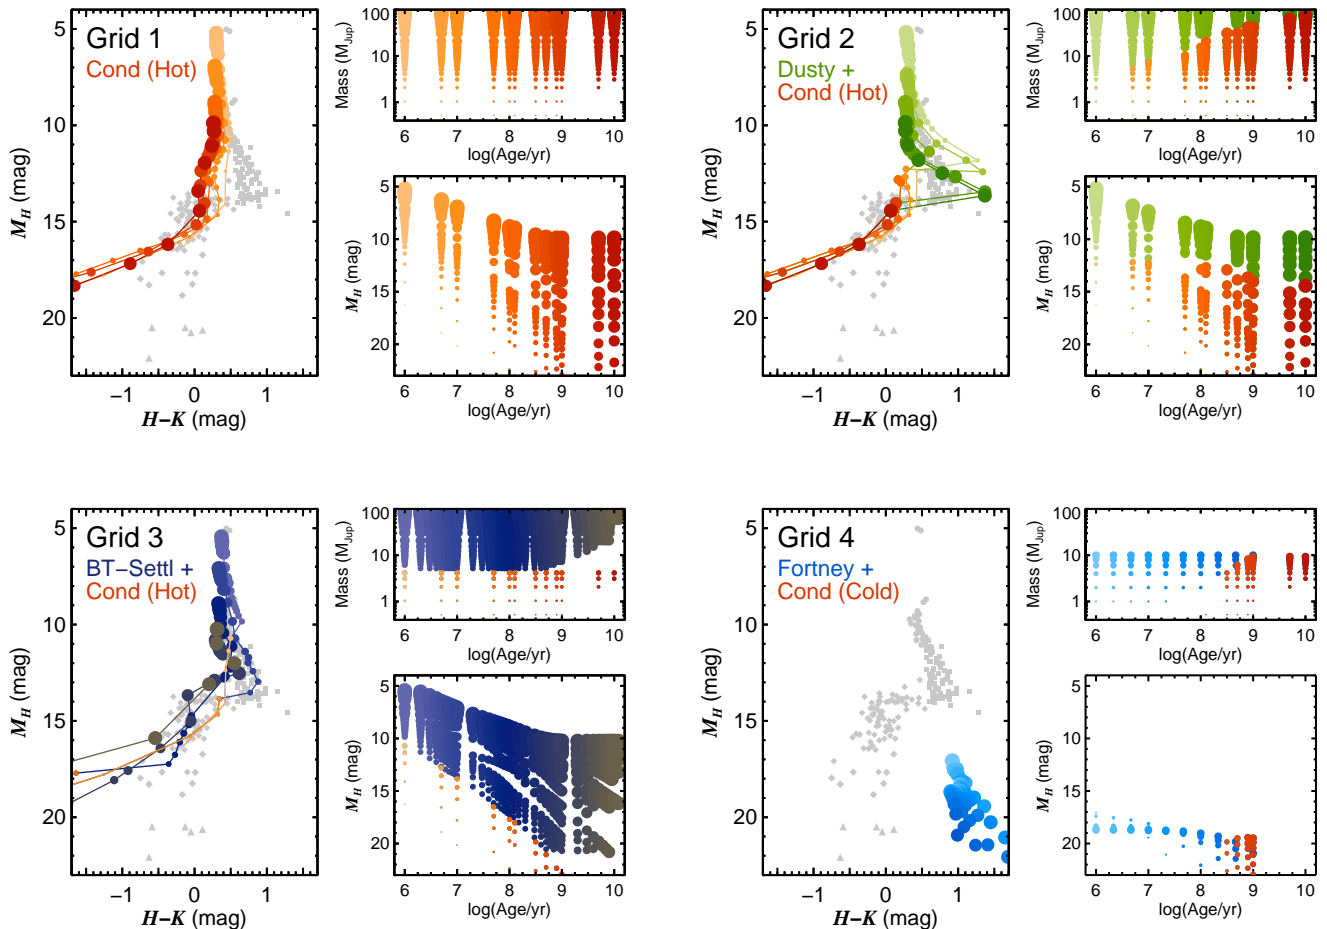 Grid 1
Cond (Hot)
5
10
15
20
M_H (mag)
−1
0
1
H−K (mag)
100
10
1
Mass (M_Jup)
6
7
8
9
10
log(Age/yr)
5
10
15
20
M_H (mag)
6
7
8
9
10
log(Age/yr)
Grid 2
Dusty +
Cond (Hot)
5
10
15
20
M_H (mag)
−1
0
1
H−K (mag)
100
10
1
Mass (M_Jup)
6
7
8
9
10
log(Age/yr)
5
10
15
20
M_H (mag)
6
7
8
9
10
log(Age/yr)
Grid 3
BT−Settl +
Cond (Hot)
5
10
15
20
M_H (mag)
−1
0
1
H−K (mag)
100
10
1
Mass (M_Jup)
6
7
8
9
10
log(Age/yr)
5
10
15
20
M_H (mag)
6
7
8
9
10
log(Age/yr)
Grid 4
Fortney +
Cond (Cold)
5
10
15
20
M_H (mag)
−1
0
1
H−K (mag)
100
10
1
Mass (M_Jup)
6
7
8
9
10
log(Age/yr)
5
10
15
20
M_H (mag)
6
7
8
9
10
log(Age/yr)